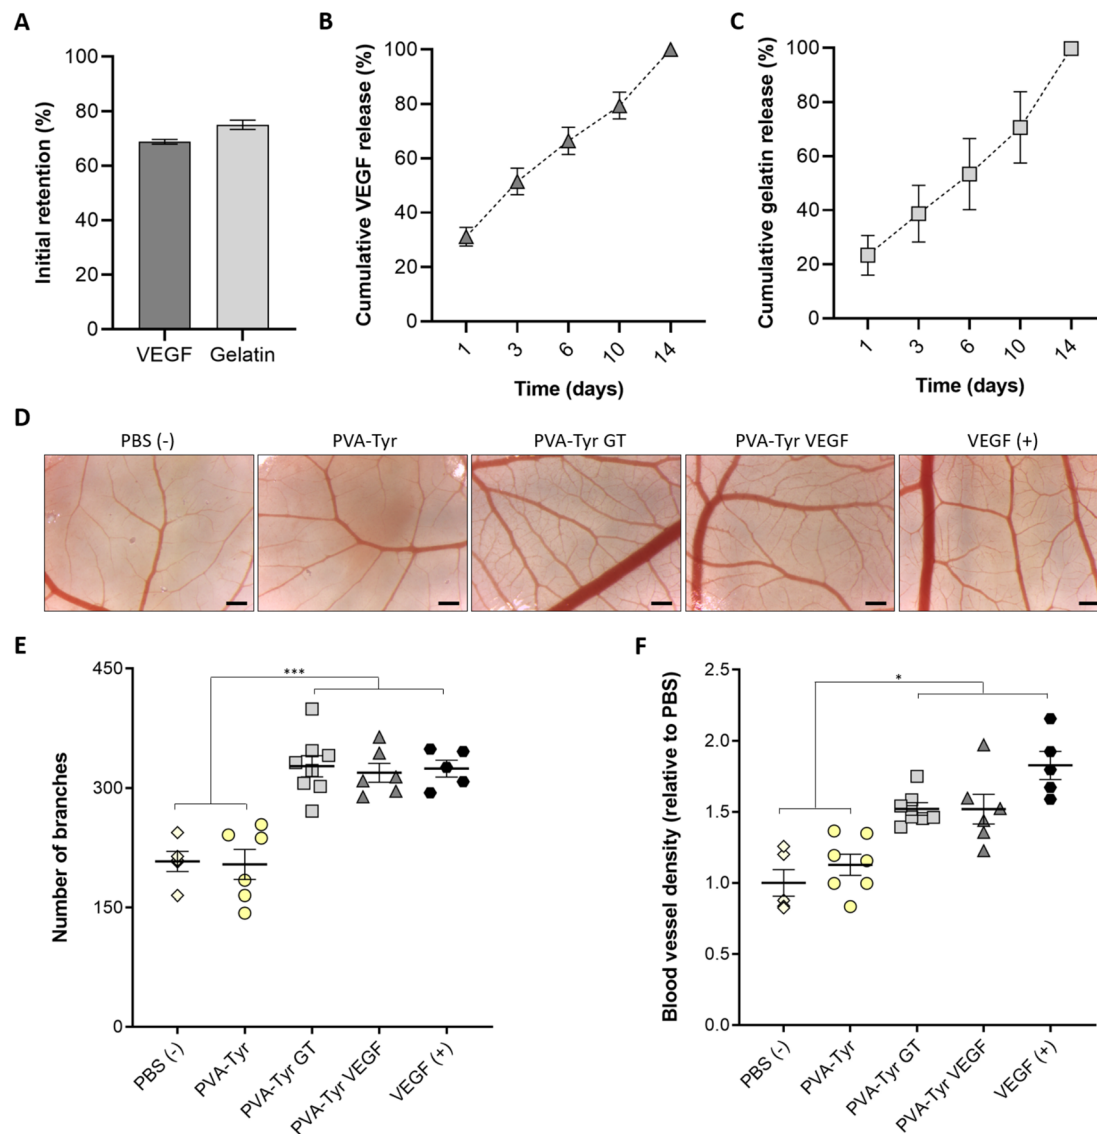 A
Initial retention (%)
100
80
60
40
20
0
VEGF Gelatin
B
Cumulative VEGF release (%)
100
80
60
40
20
0
1 3 6 10 14
Time (days)
C
Cumulative gelatin release (%)
100
80
60
40
20
0
1 3 6 10 14
Time (days)
D
PBS (-) PVA-Tyr PVA-Tyr GT PVA-Tyr VEGF VEGF (+)
E
Number of branches
450
300
150
0
***
PBS (-) PVA-Tyr PVA-Tyr GT PVA-Tyr VEGF VEGF (+)
F
Blood vessel density (relative to PBS)
2.5
2.0
1.5
1.0
0.5
0.0
*
PBS (-) PVA-Tyr PVA-Tyr GT PVA-Tyr VEGF VEGF (+)